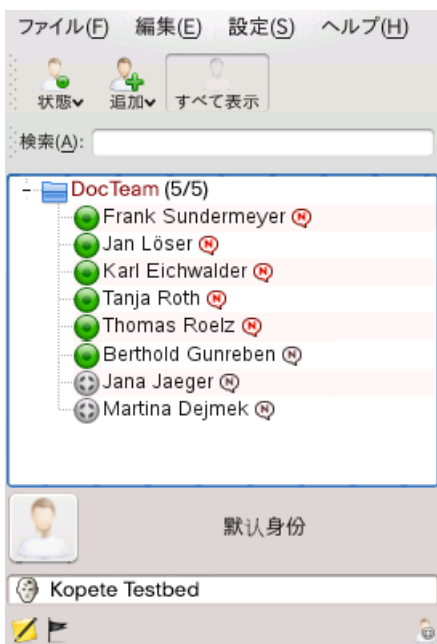 ファイル(F) 編集(E) 設定(S) ヘルプ(H)
状態 追加 すべて表示
検索(A):
DocTeam (5/5)
Frank Sundermeyer
Jan Löser
Karl Eichwalder
Tanja Roth
Thomas Roelz
Berthold Gunreben
Jana Jaeger
Martina Dejmek
默认身份
Kopete Testbed